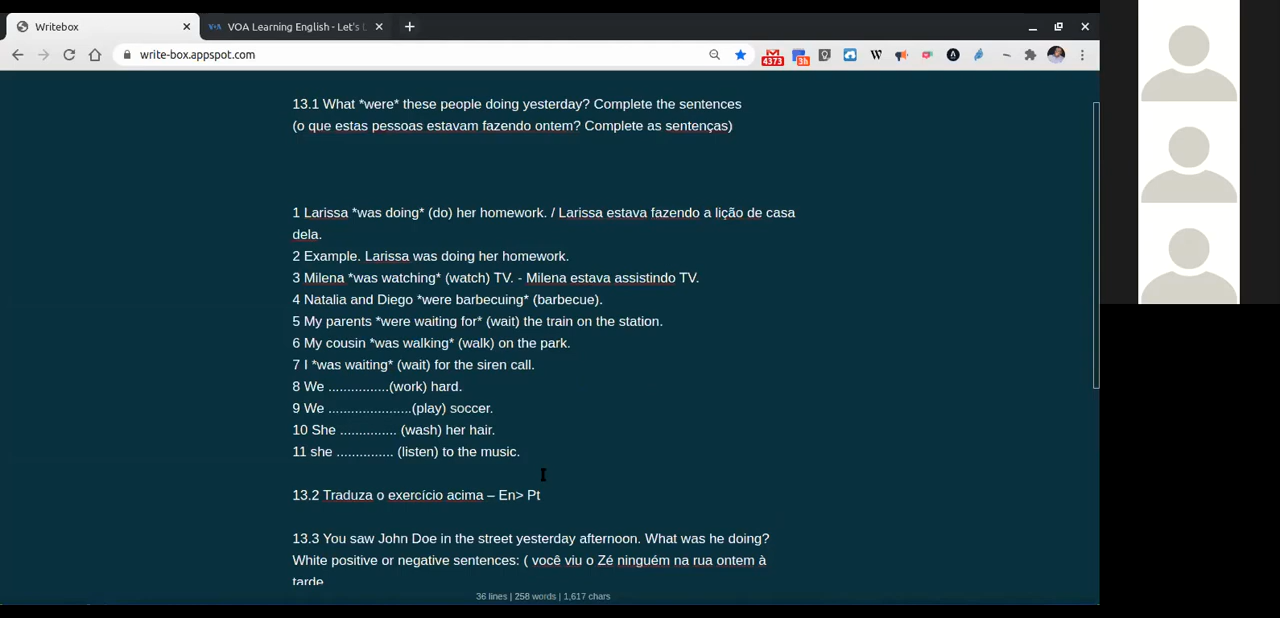 Writebox
VOA Learning English - Let's L
write-box.appspot.com
4373
3h
W
A
13.1 What *were* these people doing yesterday? Complete the sentences
(o que estas pessoas estavam fazendo ontem? Complete as sentenças)
1 Larissa *was doing* (do) her homework. / Larissa estava fazendo a lição de casa
dela.
2 Example. Larissa was doing her homework.
3 Milena *was watching* (watch) TV. - Milena estava assistindo TV.
4 Natalia and Diego *were barbecuing* (barbecue).
5 My parents *were waiting for* (wait) the train on the station.
6 My cousin *was walking* (walk) on the park.
7 I *was waiting* (wait) for the siren call.
8 We ................(work) hard.
9 We ......................(play) soccer.
10 She ............... (wash) her hair.
11 she ............... (listen) to the music.
13.2 Traduza o exercício acima – En> Pt
13.3 You saw John Doe in the street yesterday afternoon. What was he doing?
White positive or negative sentences: ( você viu o Zé ninguém na rua ontem à
tarde
36 lines | 258 words | 1,617 chars